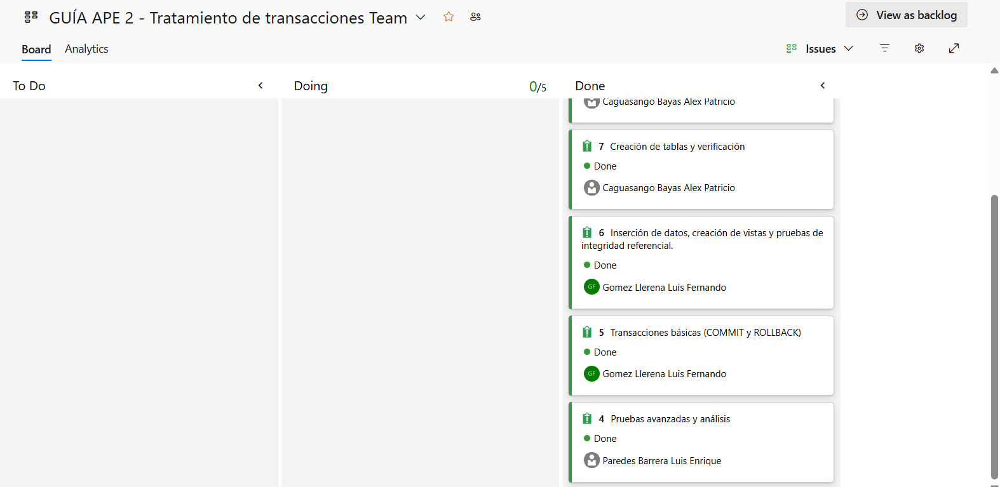 GUÍA APE 2 - Tratamiento de transacciones Team
View as backlog
Board
Analytics
Issues
To Do
Doing
0/5
Done
Caguasango Bayas Alex Patricio
7 Creación de tablas y verificación
Done
Caguasango Bayas Alex Patricio
6 Inserción de datos, creación de vistas y pruebas de
integridad referencial.
Done
GF Gomez Llerena Luis Fernando
5 Transacciones básicas (COMMIT y ROLLBACK)
Done
GF Gomez Llerena Luis Fernando
4 Pruebas avanzadas y análisis
Done
Paredes Barrera Luis Enrique